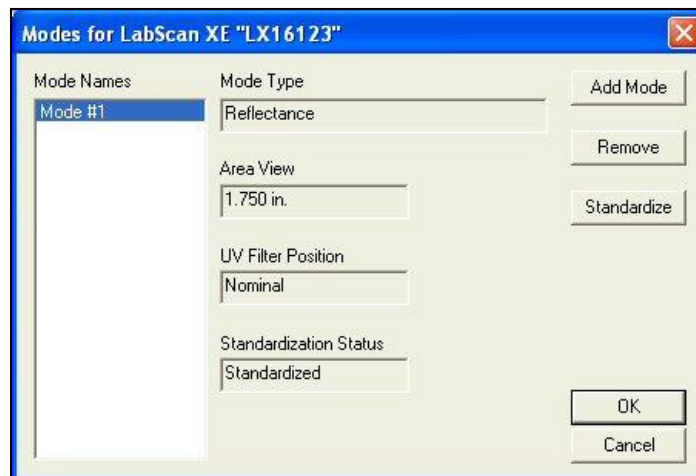 Modes for LabScan XE "LX16123"
Mode Names
Mode #1
Mode Type
Reflectance
Area View
1.750 in.
UV Filter Position
Nominal
Standardization Status
Standardized
Add Mode
Remove
Standardize
OK
Cancel